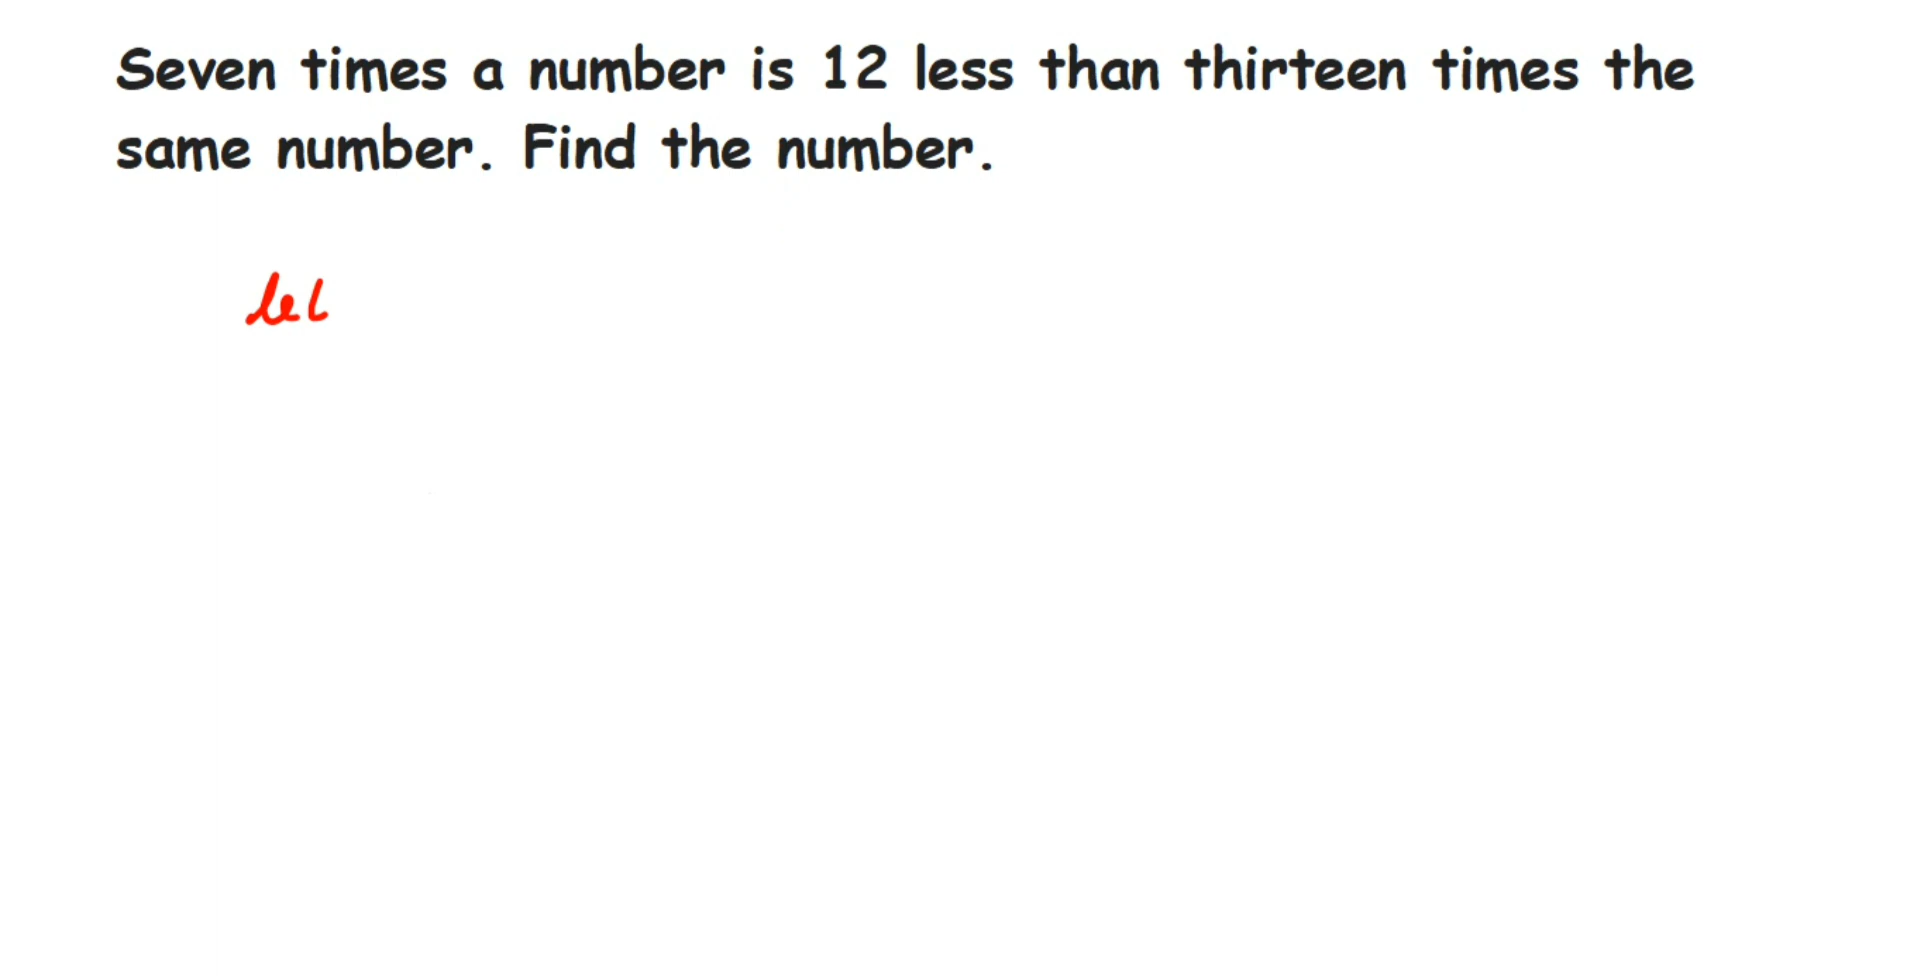 Seven times a number is 12 less than thirteen times the
same number. Find the number.
let